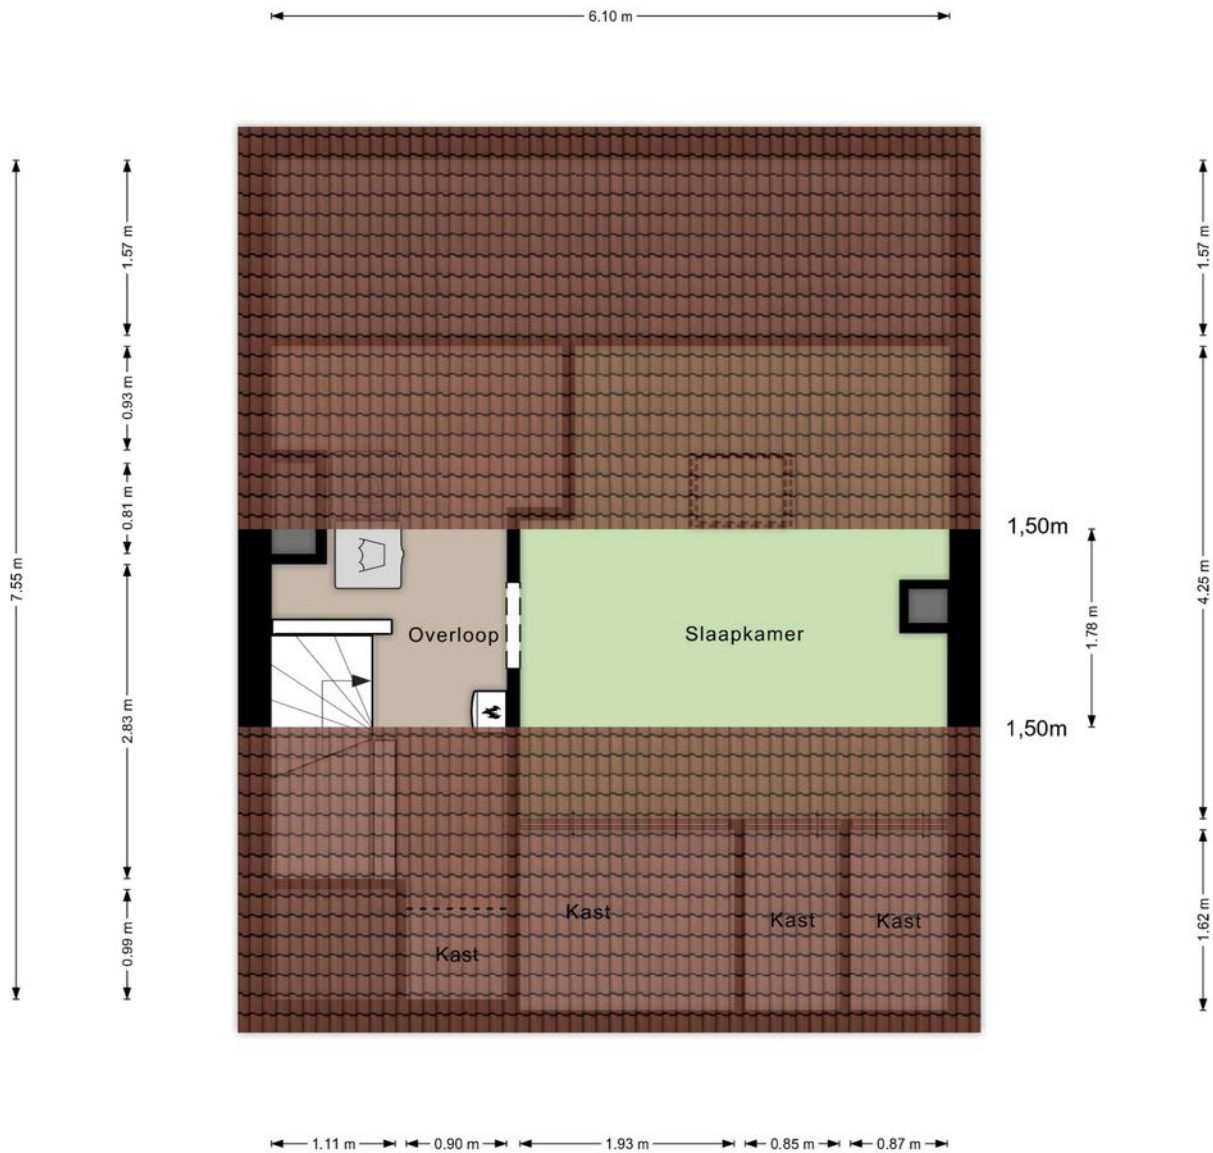 6.10 m
7.55 m
1.57 m
0.93 m
0.81 m
2.83 m
0.99 m
1,50m
1,50m
1.78 m
1.57 m
4.25 m
1.62 m
Overloop
Slaapkamer
Kast
Kast
Kast
Kast
1.11 m
0.90 m
1.93 m
0.85 m
0.87 m